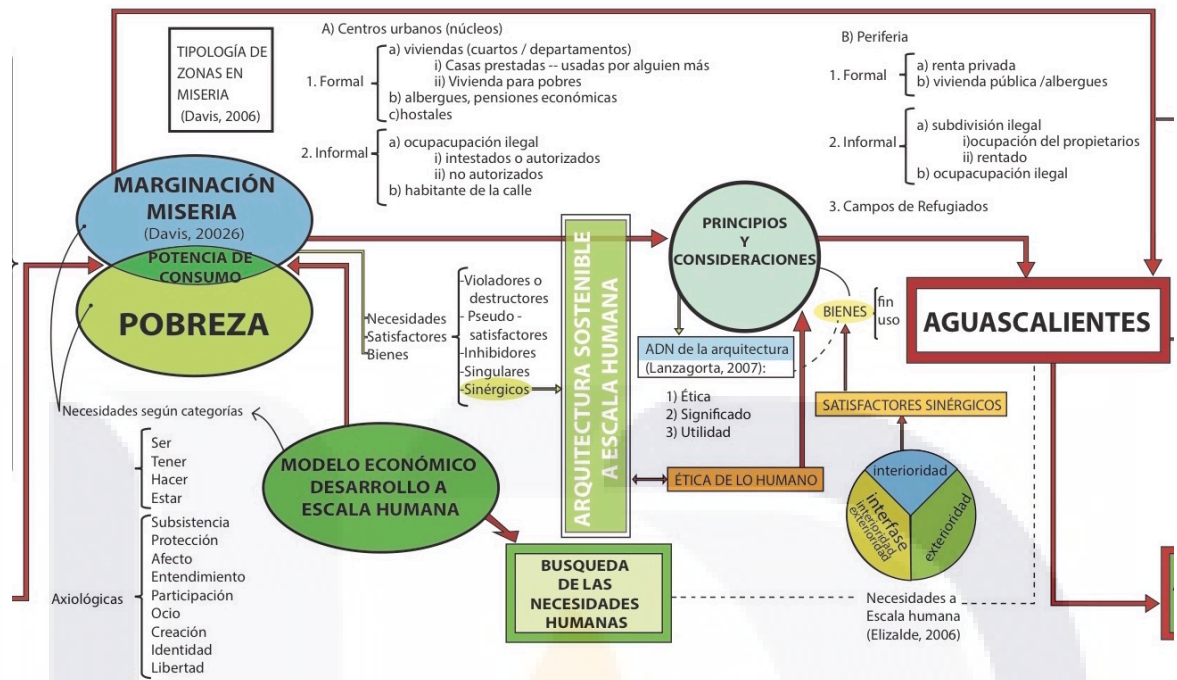 TIPOLOGÍA DE
ZONAS EN
MISERIA
(Davis, 2006)
A) Centros urbanos (núcleos)
1. Formal
a) viviendas (cuartos / departamentos)
i) Casas prestadas -- usadas por alguien más
ii) Vivienda para pobres
b) albergues, pensiones económicas
c)hostales
2. Informal
a) ocupacupación ilegal
i) intestados o autorizados
ii) no autorizados
b) habitante de la calle
B) Periferia
1. Formal
a) renta privada
b) vivienda pública /albergues
2. Informal
a) subdivisión ilegal
i)ocupación del propietarios
ii) rentado
b) ocupacupación ilegal
3. Campos de Refugiados
MARGINACIÓN
MISERIA
(Davis, 20026)
POTENCIA DE
CONSUMO
POBREZA
Necesidades
Satisfactores
Bienes
-Violadores o
destructores
- Pseudo -
satisfactores
-Inhibidores
-Singulares
-Sinérgicos
ARQUITECTURA SOSTENIBLE
A ESCALA HUMANA
PRINCIPIOS
Y
CONSIDERACIONES
BIENES
fin
uso
AGUASCALIENTES
ADN de la arquitectura
(Lanzagorta, 2007):
1) Ética
2) Significado
3) Utilidad
SATISFACTORES SINÉRGICOS
ÉTICA DE LO HUMANO
interioridad
interfase
interioridad
exterioridad
exterioridad
Necesidades según categorías
Ser
Tener
Hacer
Estar
Axiológicas
Subsistencia
Protección
Afecto
Entendimiento
Participación
Ocio
Creación
Identidad
Libertad
MODELO ECONÓMICO
DESARROLLO A
ESCALA HUMANA
BUSQUEDA
DE LAS
NECESIDADES
HUMANAS
Necesidades a
Escala humana
(Elizalde, 2006)